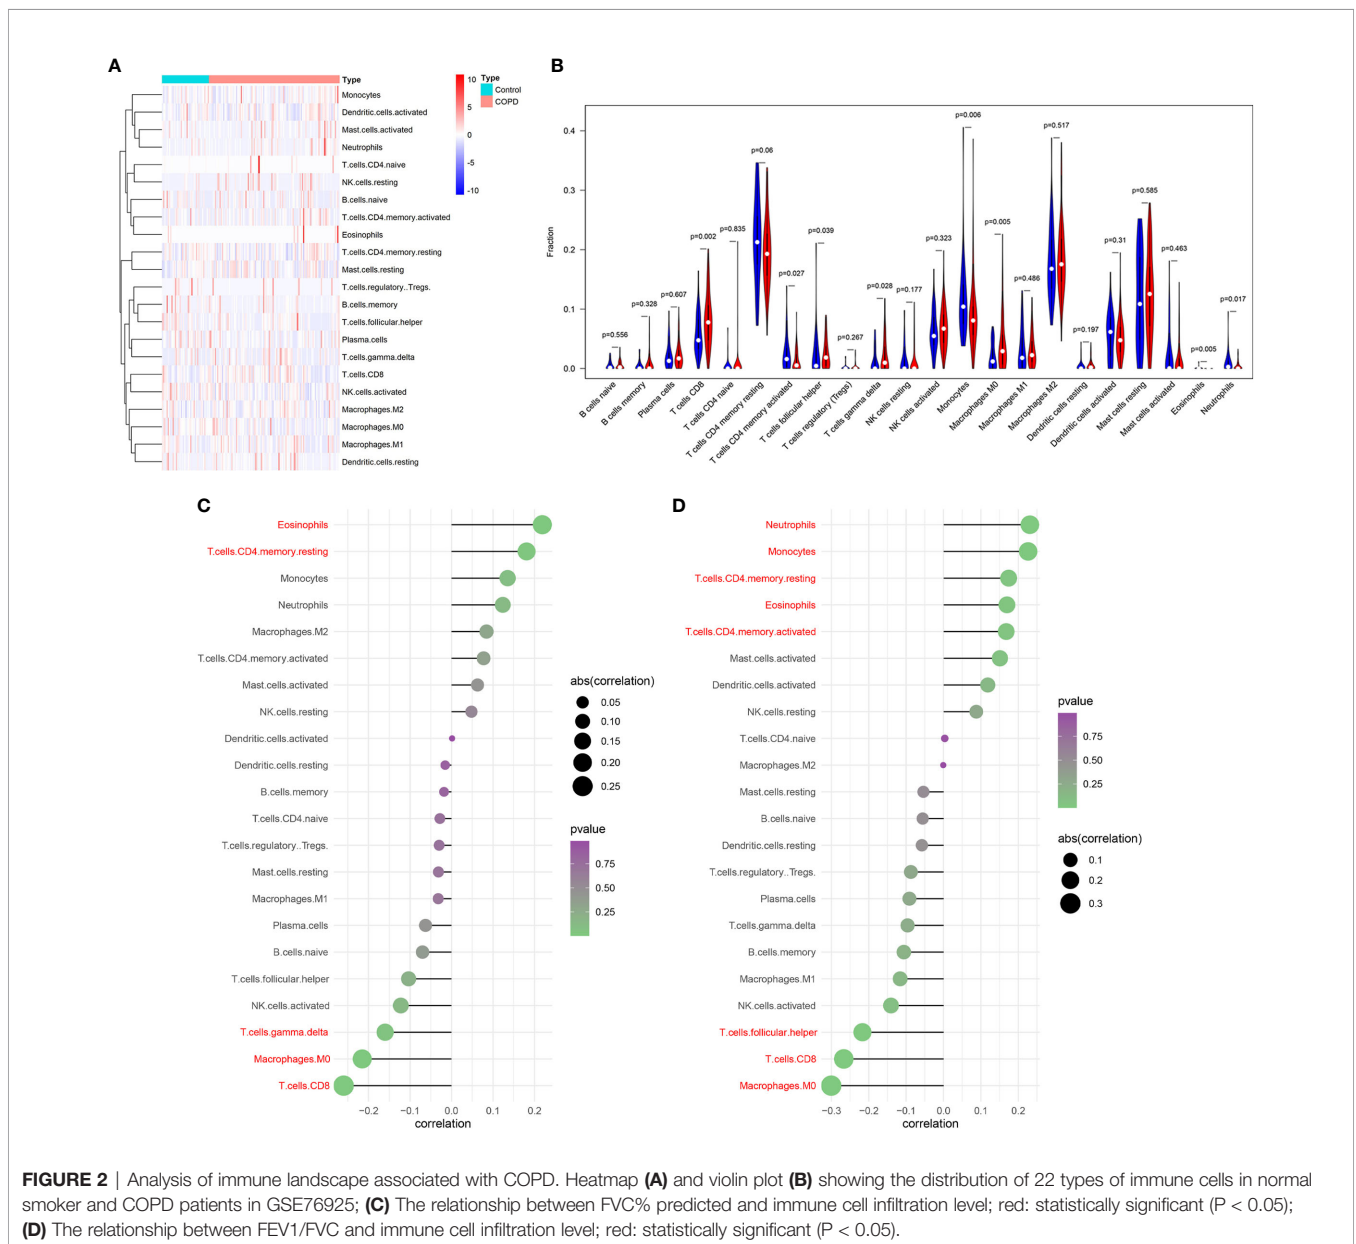 A
Type
Monocytes
Dendritic.cells.activated
Mast.cells.activated
Neutrophils
T.cells.CD4.naive
NK.cells.resting
B.cells.naive
T.cells.CD4.memory.activated
Eosinophils
T.cells.CD4.memory.resting
Mast.cells.resting
T.cells.regulatory..Tregs.
B.cells.memory
T.cells.follicular.helper
Plasma.cells
T.cells.gamma.delta
T.cells.CD8
NK.cells.activated
Macrophages.M2
Macrophages.M0
Macrophages.M1
Dendritic.cells.resting
10
5
0
-5
-10
Type
Control
COPD
B
Fraction
0.4
0.3
0.2
0.1
0.0
p=0.556
p=0.328
p=0.607
p=0.002
p=0.835
p=0.06
p=0.027
p=0.039
p=0.267
p=0.028
p=0.177
p=0.323
p=0.006
p=0.005
p=0.486
p=0.517
p=0.197
p=0.31
p=0.585
p=0.463
p=0.005
p=0.017
B cells naive
B cells memory
Plasma cells
T cells CD8
T cells CD4 naive
T cells CD4 memory resting
T cells CD4 memory activated
T cells follicular helper
T cells regulatory (Tregs)
T cells gamma delta
NK cells resting
NK cells activated
Monocytes
Macrophages M0
Macrophages M1
Macrophages M2
Dendritic cells resting
Dendritic cells activated
Mast cells resting
Mast cells activated
Eosinophils
Neutrophils
C
Eosinophils
T.cells.CD4.memory.resting
Monocytes
Neutrophils
Macrophages.M2
T.cells.CD4.memory.activated
Mast.cells.activated
NK.cells.resting
Dendritic.cells.activated
Dendritic.cells.resting
B.cells.memory
T.cells.CD4.naive
T.cells.regulatory..Tregs.
Mast.cells.resting
Macrophages.M1
Plasma.cells
B.cells.naive
T.cells.follicular.helper
NK.cells.activated
T.cells.gamma.delta
Macrophages.M0
T.cells.CD8
−0.2 −0.1 0.0 0.1 0.2
correlation
abs(correlation)
0.05
0.10
0.15
0.20
0.25
pvalue
0.75
0.50
0.25
D
Neutrophils
Monocytes
T.cells.CD4.memory.resting
Eosinophils
T.cells.CD4.memory.activated
Mast.cells.activated
Dendritic.cells.activated
NK.cells.resting
T.cells.CD4.naive
Macrophages.M2
Mast.cells.resting
B.cells.naive
Dendritic.cells.resting
T.cells.regulatory..Tregs.
Plasma.cells
T.cells.gamma.delta
B.cells.memory
Macrophages.M1
NK.cells.activated
T.cells.follicular.helper
T.cells.CD8
Macrophages.M0
−0.3 −0.2 −0.1 0.0 0.1 0.2
correlation
pvalue
0.75
0.50
0.25
abs(correlation)
0.1
0.2
0.3
FIGURE 2 | Analysis of immune landscape associated with COPD. Heatmap (A) and violin plot (B) showing the distribution of 22 types of immune cells in normal
smoker and COPD patients in GSE76925; (C) The relationship between FVC% predicted and immune cell infiltration level; red: statistically significant (P < 0.05);
(D) The relationship between FEV1/FVC and immune cell infiltration level; red: statistically significant (P < 0.05).